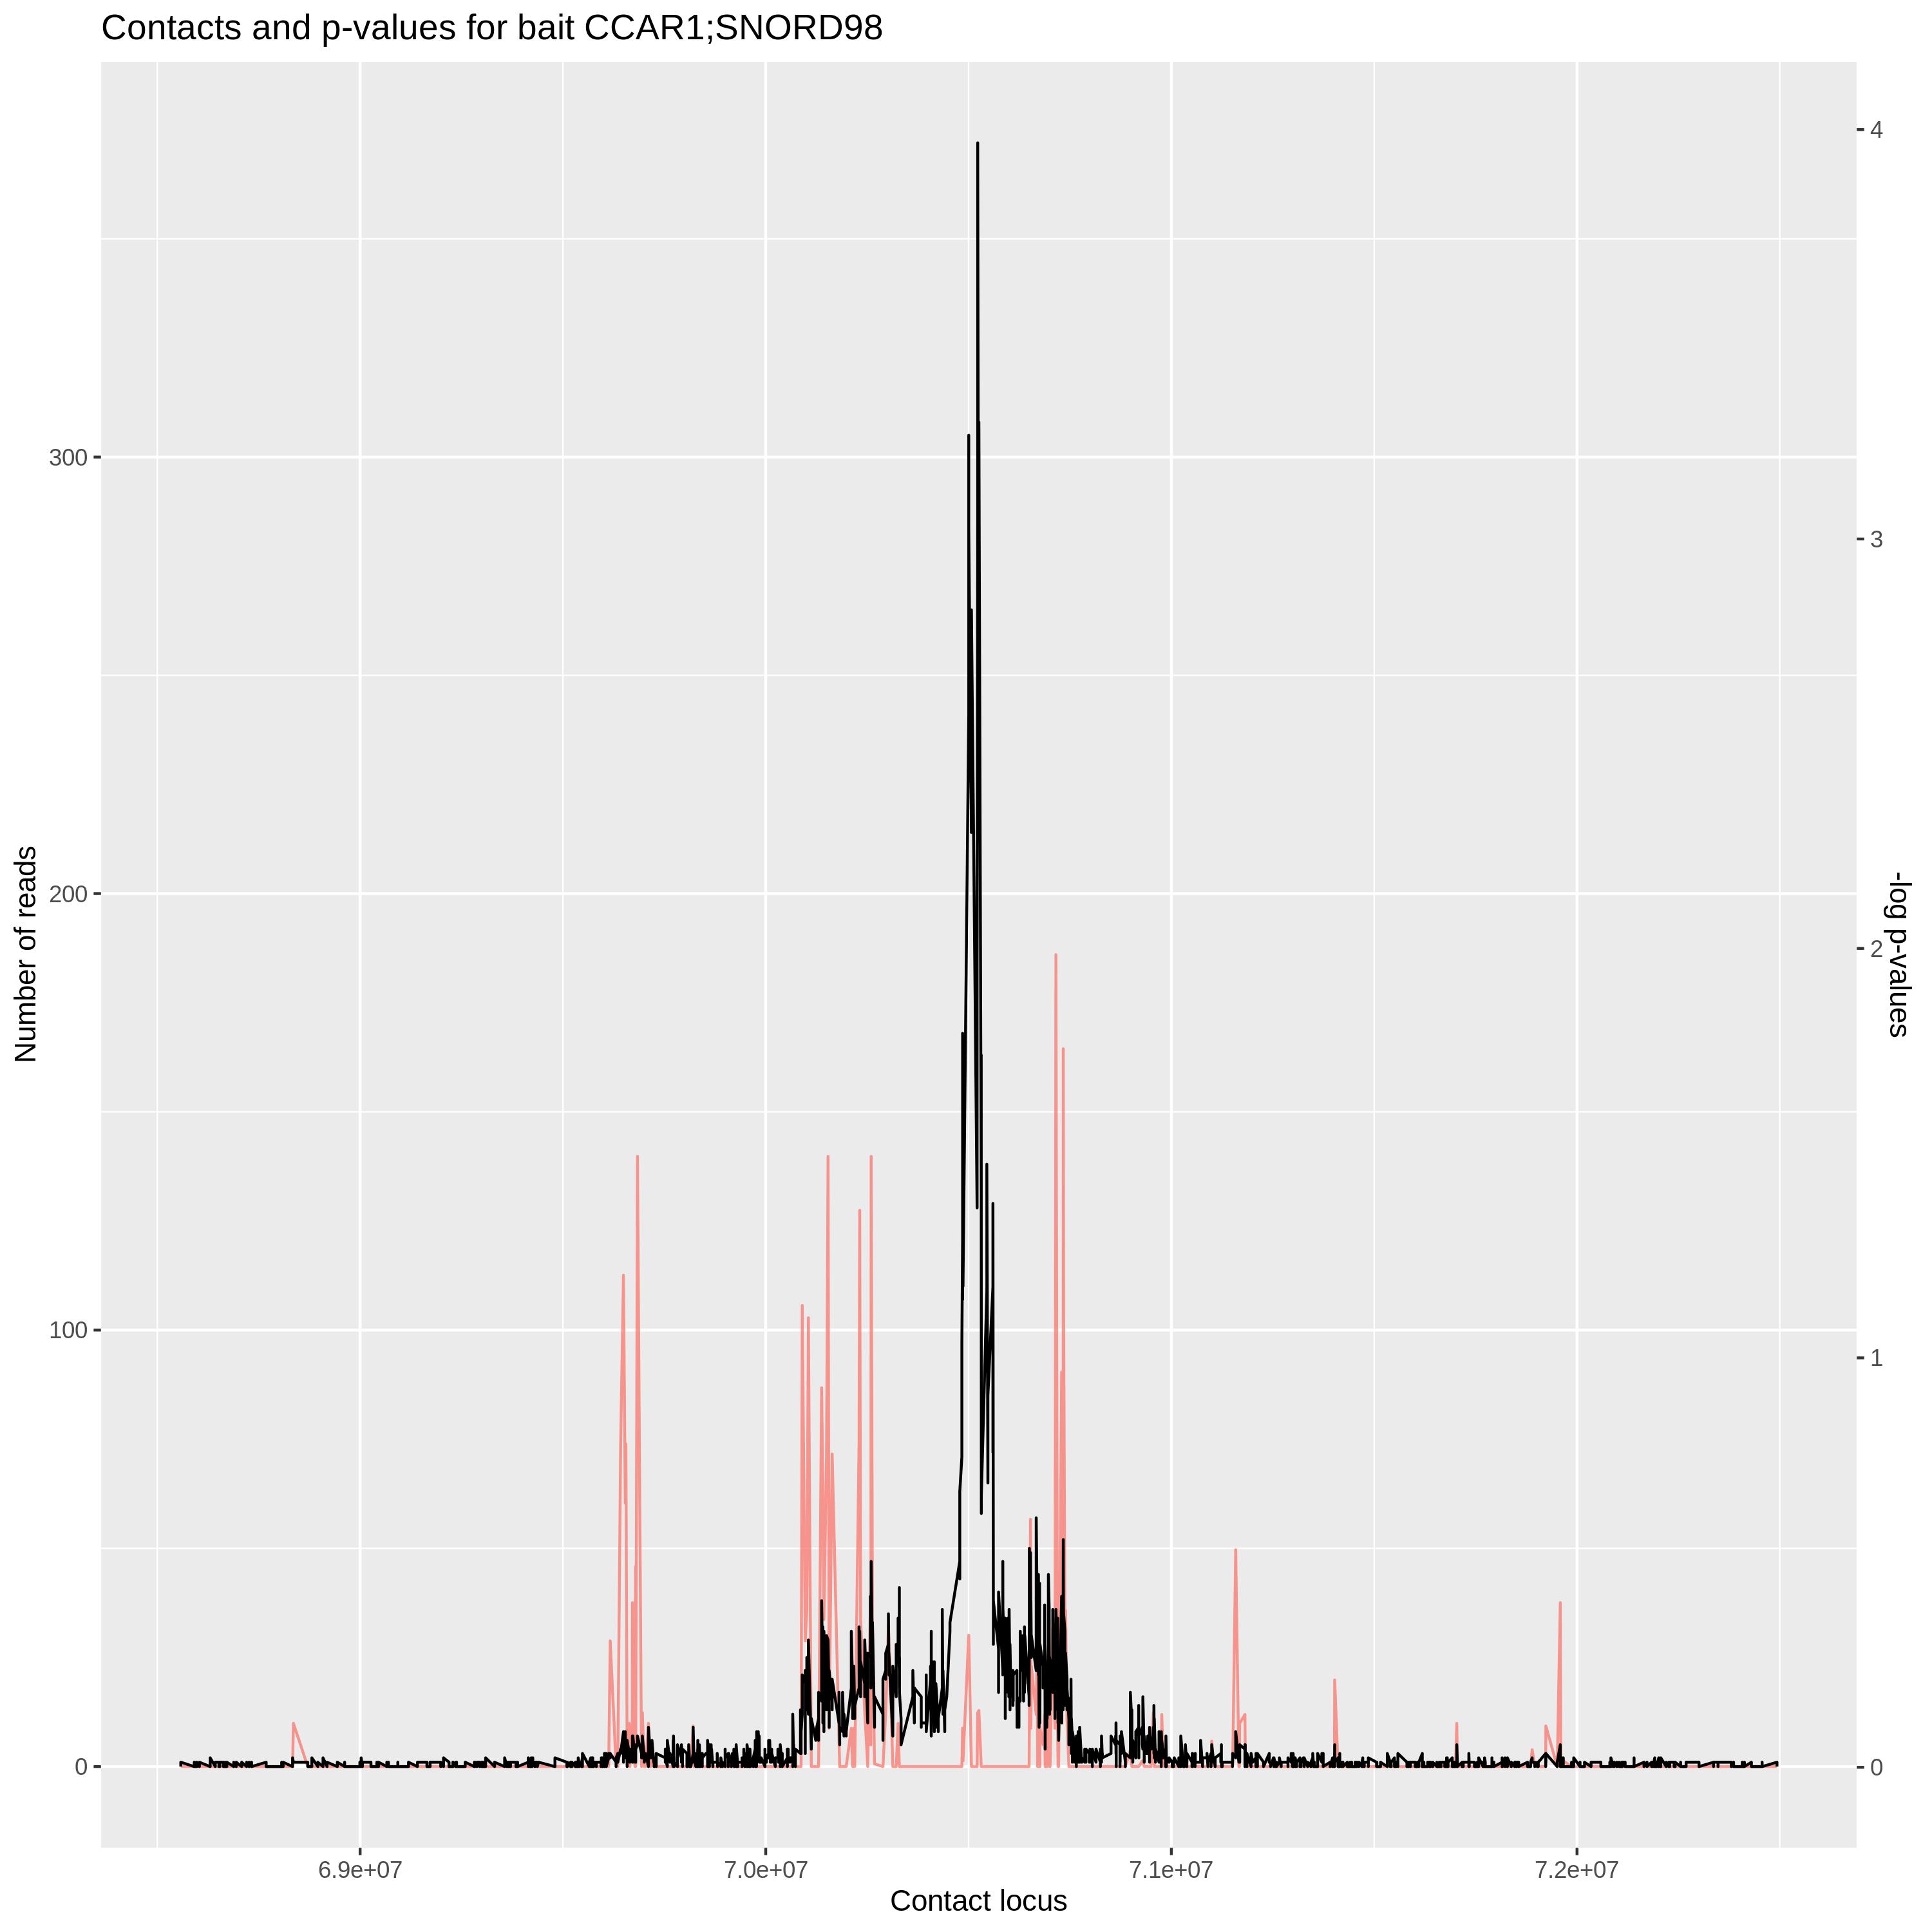 Contacts and p-values for bait CCAR1;SNORD98
Number of reads
300
200
100
0
4
3
2
1
0
-log p-values
6.9e+07 7.0e+07 7.1e+07 7.2e+07
Contact locus